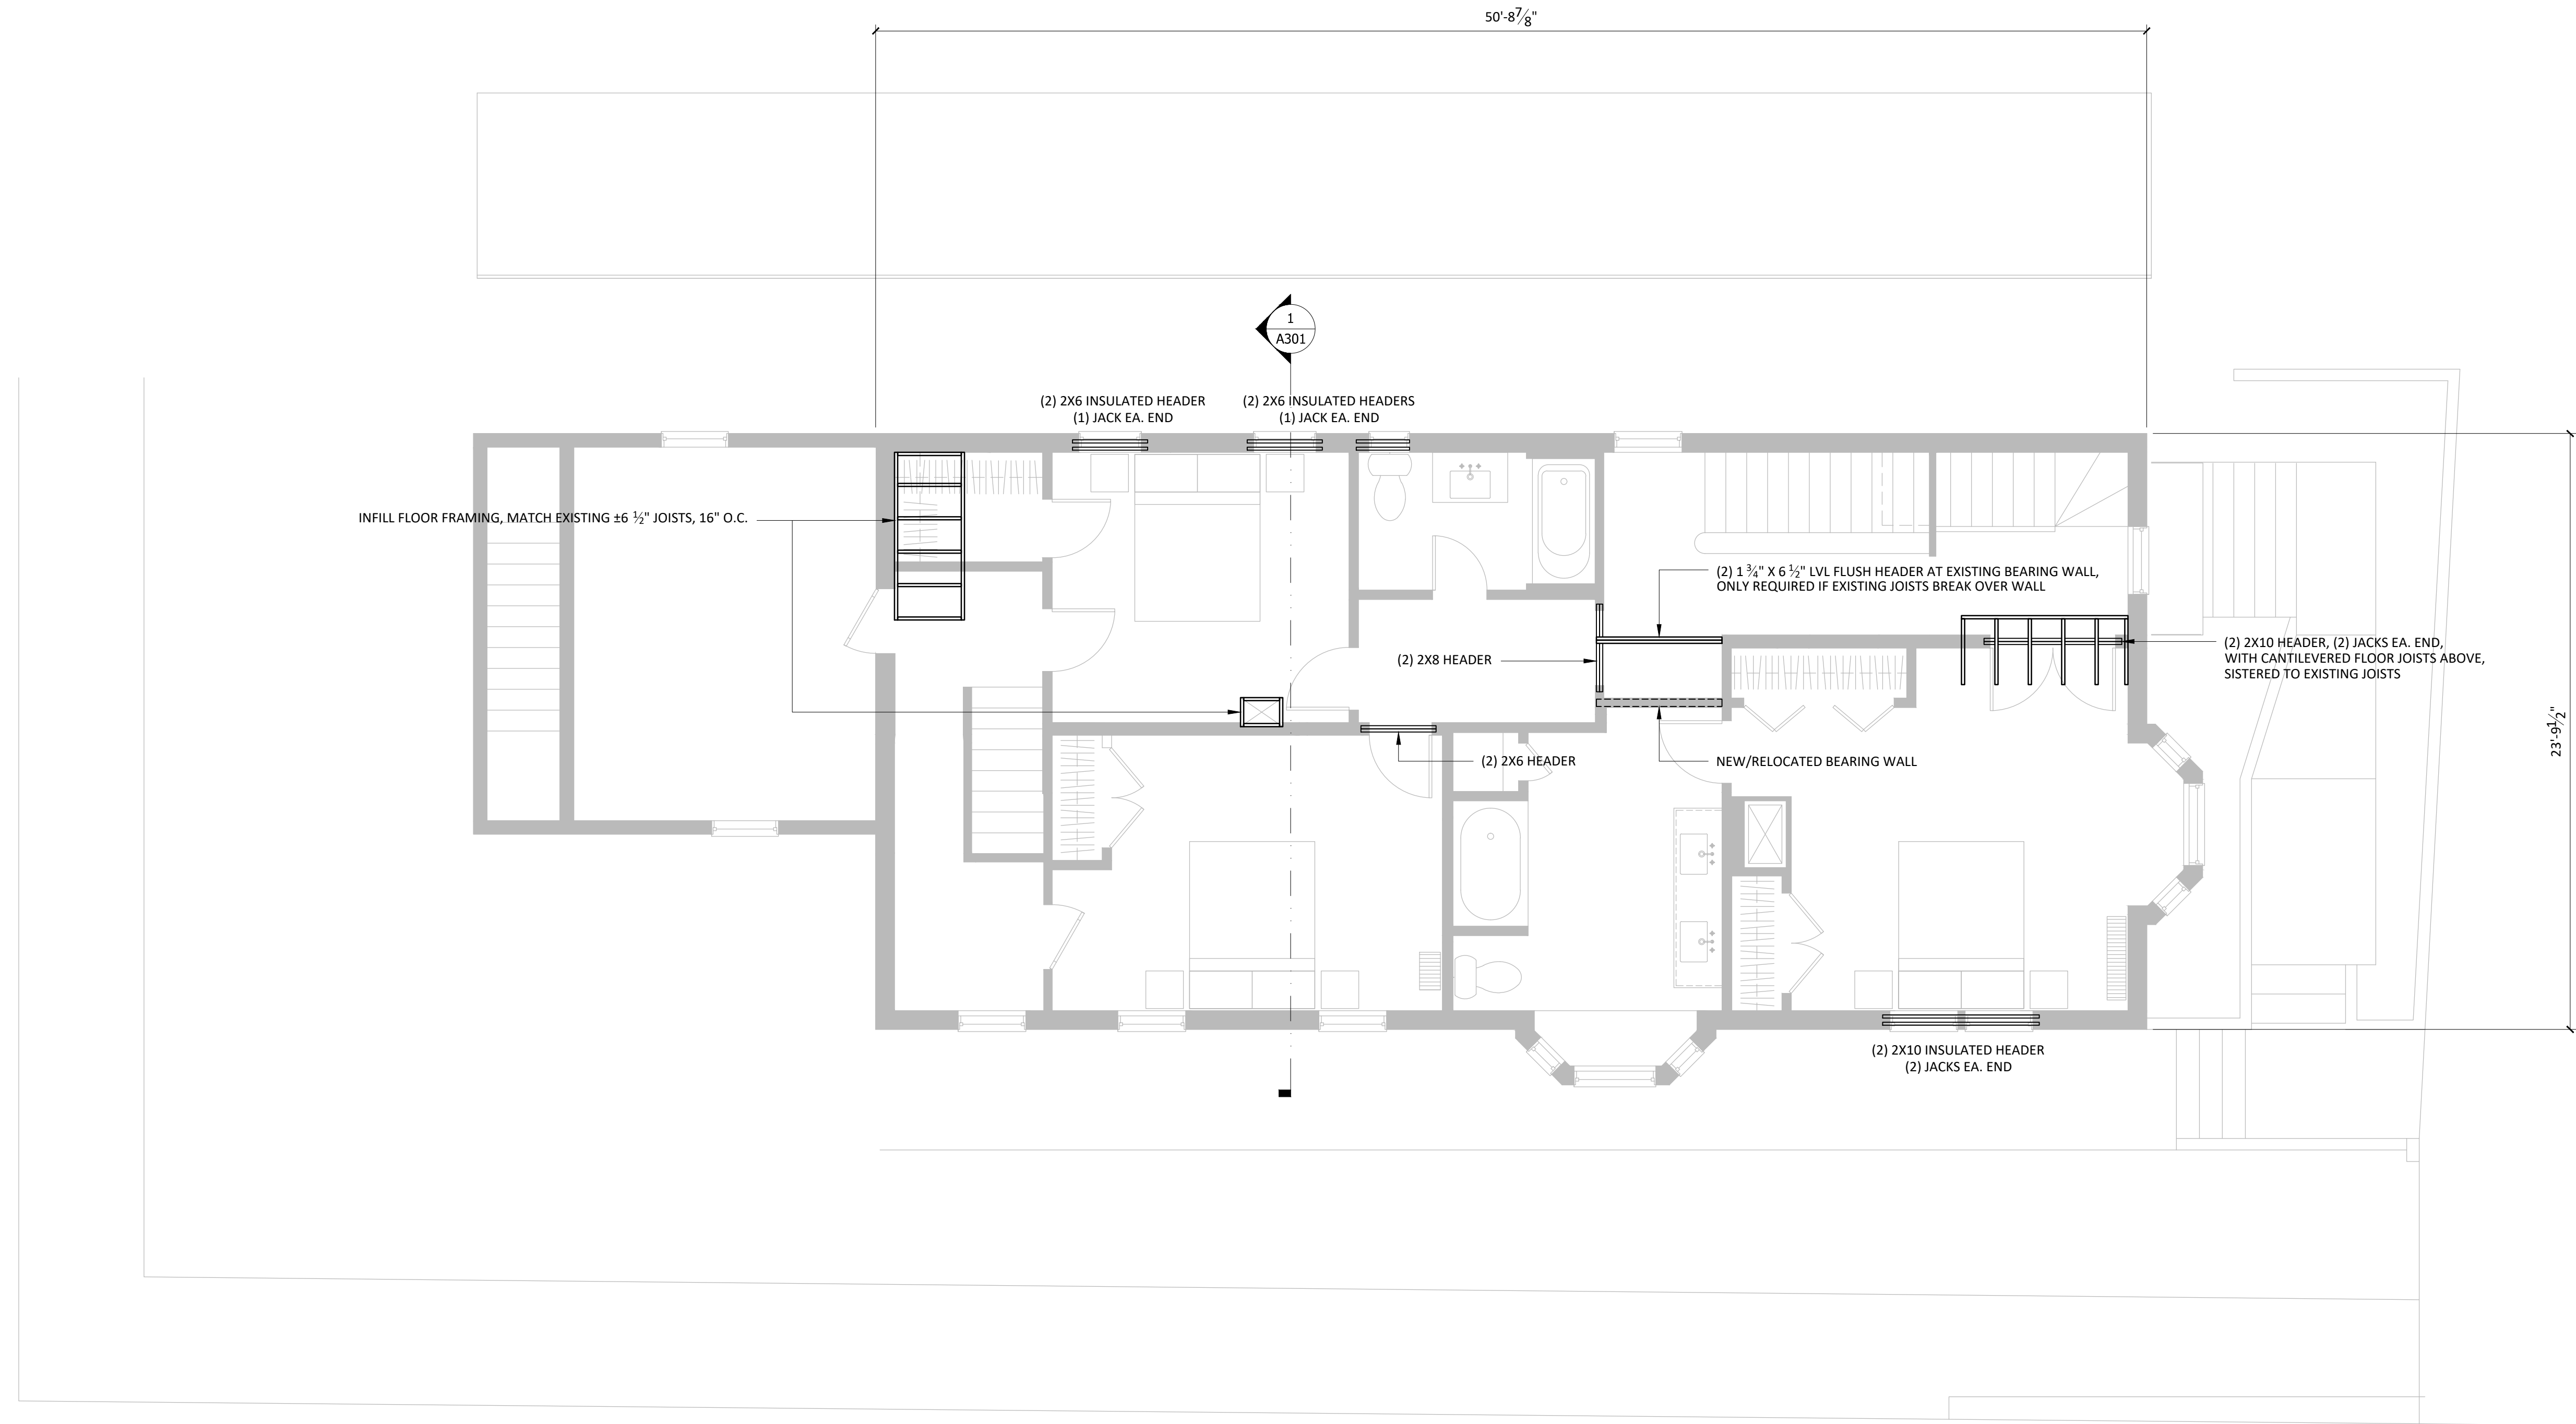 50'-8 7⁄8"
1
A301
(2) 2X6 INSULATED HEADER
(1) JACK EA. END
(2) 2X6 INSULATED HEADERS
(1) JACK EA. END
INFILL FLOOR FRAMING, MATCH EXISTING ±6 1⁄2" JOISTS, 16" O.C.
(2) 1 3⁄4" X 6 1⁄2" LVL FLUSH HEADER AT EXISTING BEARING WALL,
ONLY REQUIRED IF EXISTING JOISTS BREAK OVER WALL
(2) 2X8 HEADER
(2) 2X10 HEADER, (2) JACKS EA. END,
WITH CANTILEVERED FLOOR JOISTS ABOVE,
SISTERED TO EXISTING JOISTS
(2) 2X6 HEADER
NEW/RELOCATED BEARING WALL
23'-9 1⁄2"
(2) 2X10 INSULATED HEADER
(2) JACKS EA. END